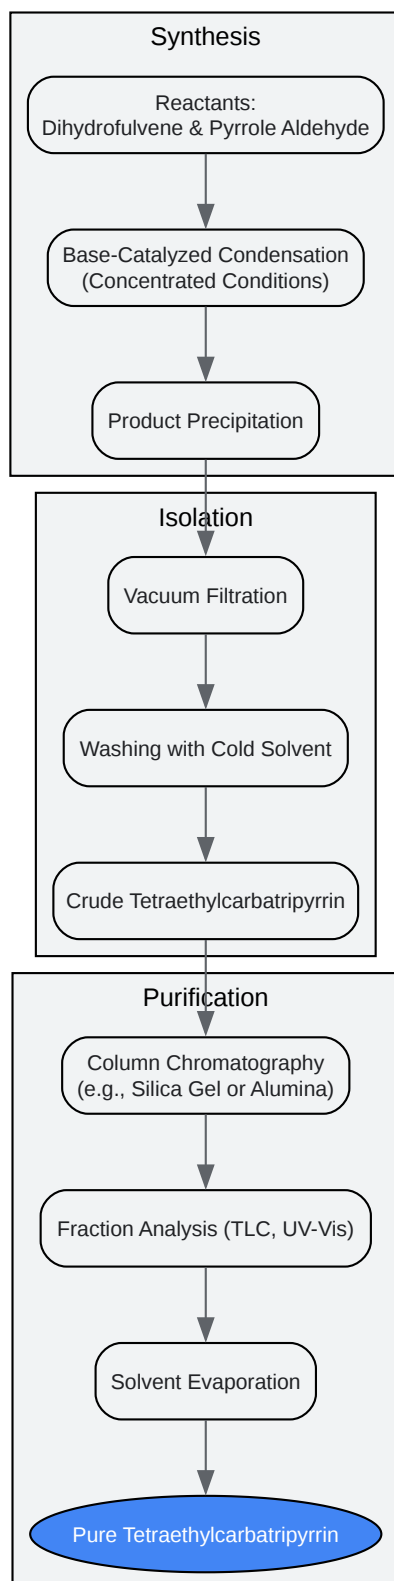 Synthesis
Reactants:
Dihydrofulvene & Pyrrole Aldehyde
Base-Catalyzed Condensation
(Concentrated Conditions)
Product Precipitation
Isolation
Vacuum Filtration
Washing with Cold Solvent
Crude Tetraethylcarbatripyrrin
Purification
Column Chromatography
(e.g., Silica Gel or Alumina)
Fraction Analysis (TLC, UV-Vis)
Solvent Evaporation
Pure Tetraethylcarbatripyrrin